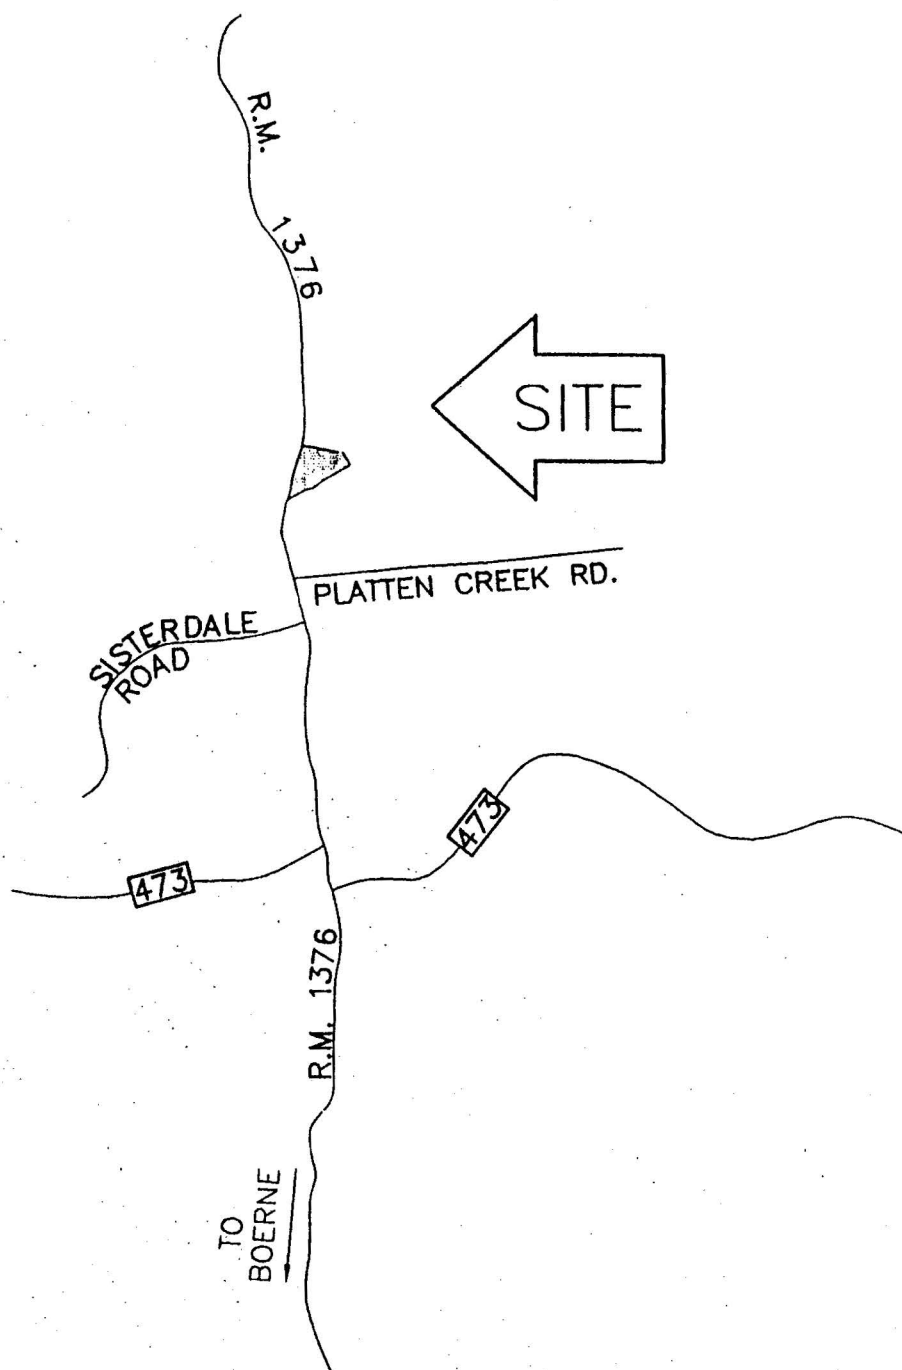 R.M.
1376
SITE
PLATTEN CREEK RD.
SISTERDALE
ROAD
473
473
R.M. 1376
TO
BOERNE